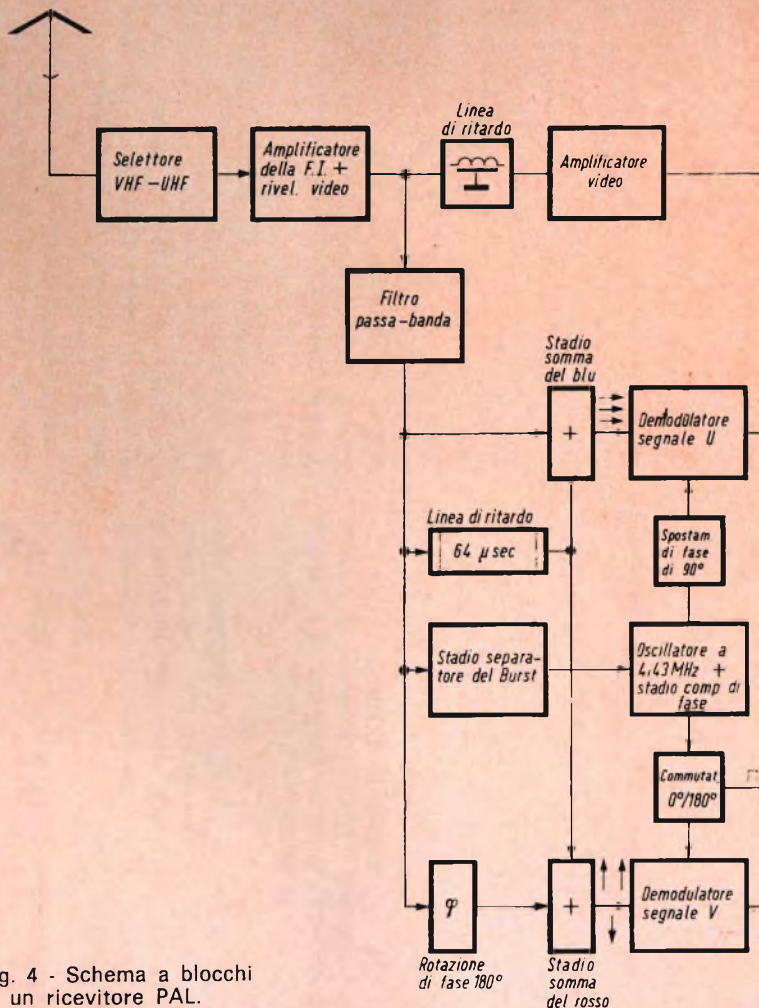 Linea
di ritardo
Selettore
VHF-UHF
Amplificatore
della F.I. +
rivel. video
Amplificatore
video
Filtro
passa-banda
Stadio
somma
del blu
+
Demodulatore
segnale U
Linea di ritardo
64 µsec
Spostam
di fase
di 90°
Stadio separa-
tore del Burst
Oscillatore a
4,43 MHz +
stadio comp di
fase
Commutat.
0°/180°
φ
+
Demodulatore
segnale V
Rotazione
di fase 180°
Stadio
somma
del rosso
g. 4 - Schema a blocchi
un ricevitore PAL.